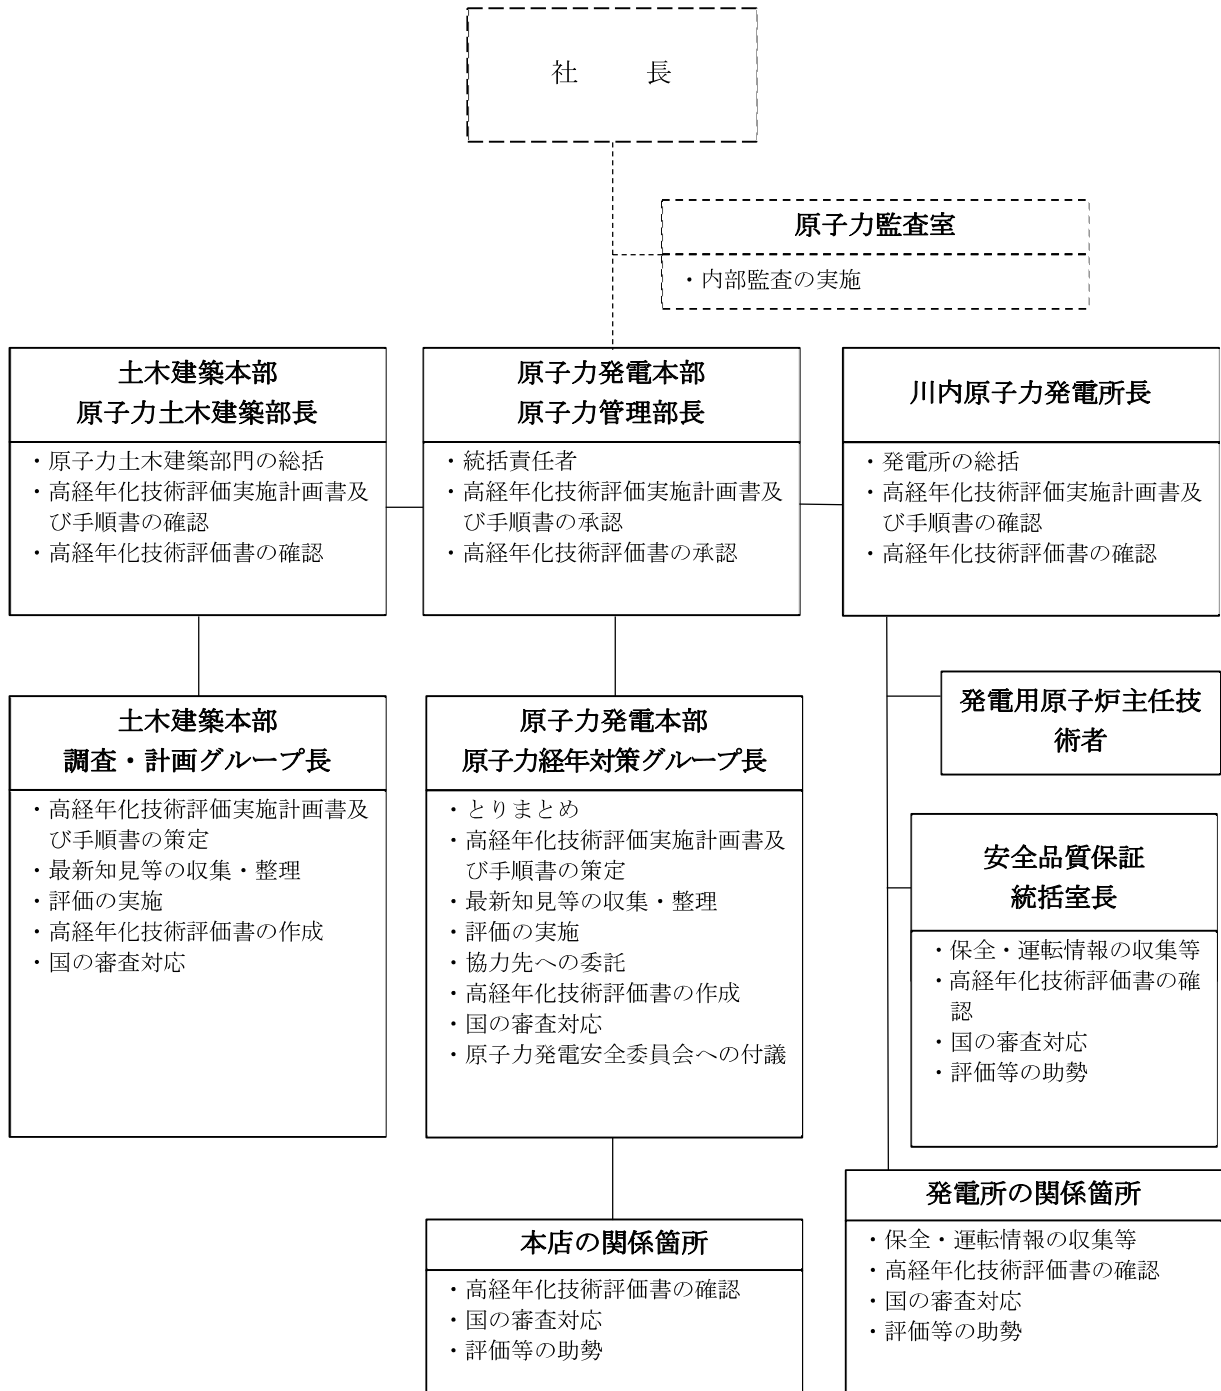 社　　長
原子力監査室
・内部監査の実施
土木建築本部
原子力土木建築部長
・原子力土木建築部門の総括
・高経年化技術評価実施計画書及
び手順書の確認
・高経年化技術評価書の確認
原子力発電本部
原子力管理部長
・統括責任者
・高経年化技術評価実施計画書及
び手順書の承認
・高経年化技術評価書の承認
川内原子力発電所長
・発電所の総括
・高経年化技術評価実施計画書及
び手順書の確認
・高経年化技術評価書の確認
土木建築本部
調査・計画グループ長
・高経年化技術評価実施計画書及
び手順書の策定
・最新知見等の収集・整理
・評価の実施
・高経年化技術評価書の作成
・国の審査対応
原子力発電本部
原子力経年対策グループ長
・とりまとめ
・高経年化技術評価実施計画書及
び手順書の策定
・最新知見等の収集・整理
・評価の実施
・協力先への委託
・高経年化技術評価書の作成
・国の審査対応
・原子力発電安全委員会への付議
発電用原子炉主任技
術者
安全品質保証
統括室長
・保全・運転情報の収集等
・高経年化技術評価書の確
認
・国の審査対応
・評価等の助勢
本店の関係箇所
・高経年化技術評価書の確認
・国の審査対応
・評価等の助勢
発電所の関係箇所
・保全・運転情報の収集等
・高経年化技術評価書の確認
・国の審査対応
・評価等の助勢